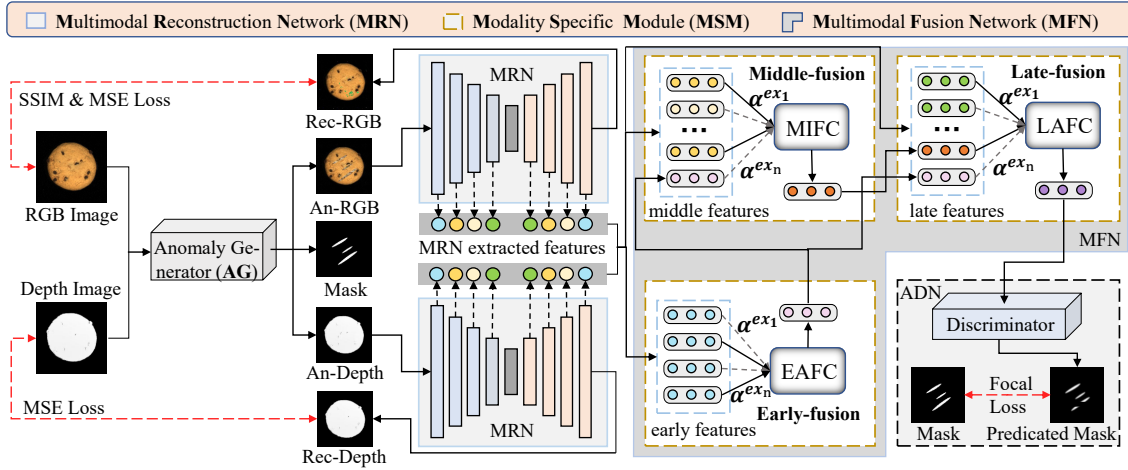 Multimodal Reconstruction Network (MRN)
Modality Specific Module (MSM)
Multimodal Fusion Network (MFN)
SSIM & MSE Loss
RGB Image
Depth Image
MSE Loss
Anomaly Ge-
nerator (AG)
Rec-RGB
An-RGB
Mask
An-Depth
Rec-Depth
MRN
MRN extracted features
MRN
Middle-fusion
α^ex₁
MIFC
...
α^exₙ
middle features
Late-fusion
α^ex₁
LAFC
...
α^exₙ
late features
MFN
α^ex₁
EAFC
α^exₙ
Early-fusion
early features
ADN
Discriminator
Focal
Loss
Mask
Predicated Mask